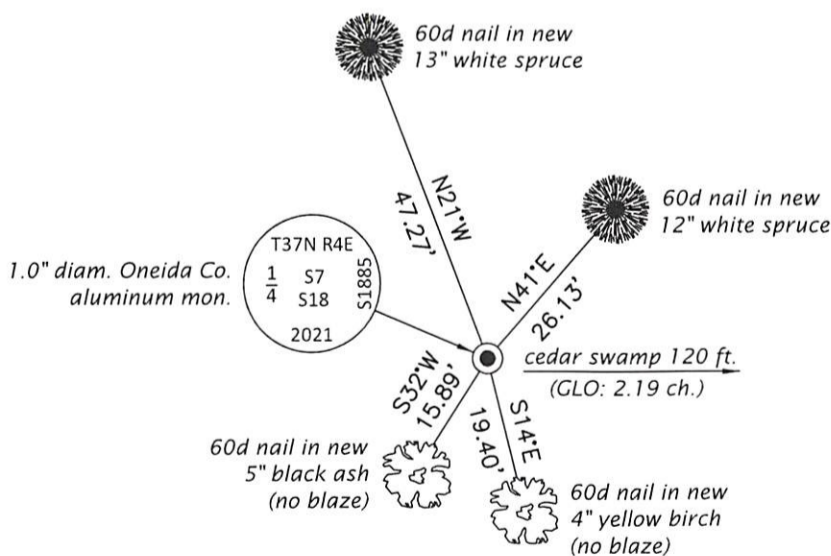 60d nail in new
13" white spruce
N21°W
47.27'
60d nail in new
12" white spruce
N41°E
26.13'
1.0" diam. Oneida Co.
aluminum mon.
T37N R4E
1/4
S7
S18
S1885
2021
cedar swamp 120 ft.
(GLO: 2.19 ch.)
S32°W
15.89'
S14°E
19.40'
60d nail in new
5" black ash
(no blaze)
60d nail in new
4" yellow birch
(no blaze)